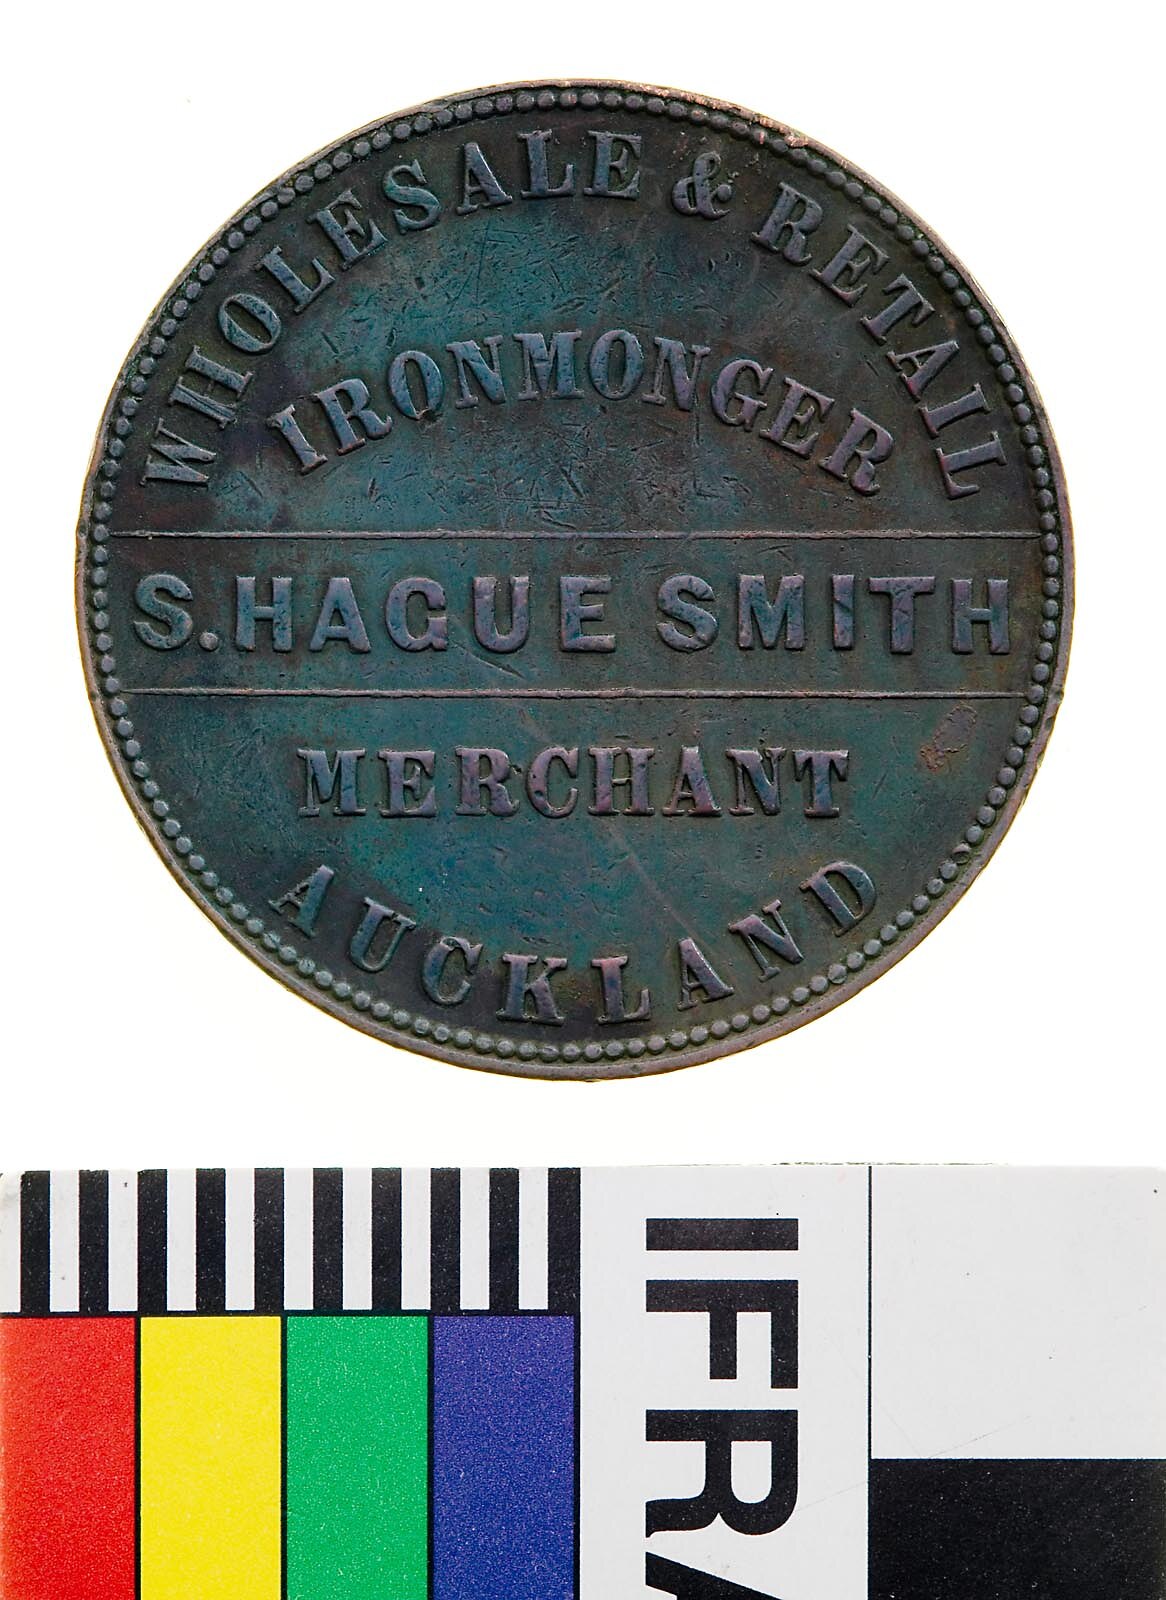 WHOLESALE & RETAIL
IRONMONGER
S. HAGUE SMITH
MERCHANT
AUCKLAND
IFRA